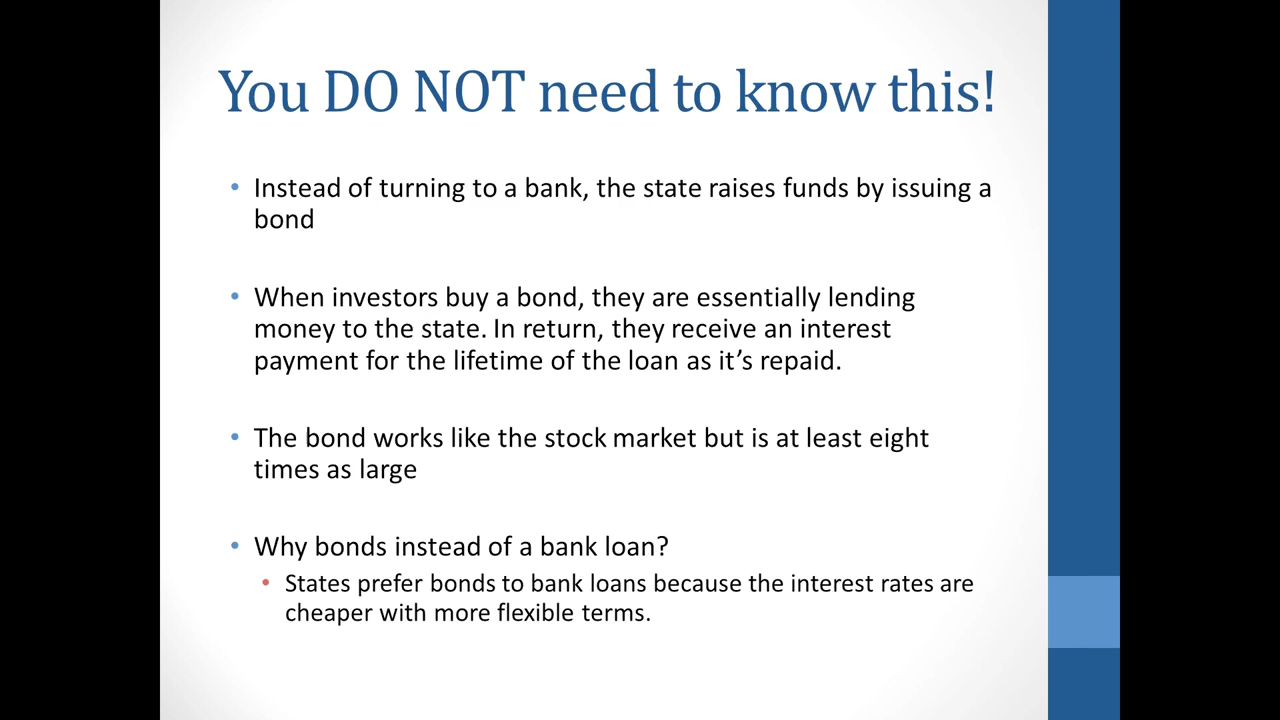 You DO NOT need to know this!
• Instead of turning to a bank, the state raises funds by issuing a
bond
• When investors buy a bond, they are essentially lending
money to the state. In return, they receive an interest
payment for the lifetime of the loan as it’s repaid.
• The bond works like the stock market but is at least eight
times as large
• Why bonds instead of a bank loan?
• States prefer bonds to bank loans because the interest rates are
cheaper with more flexible terms.